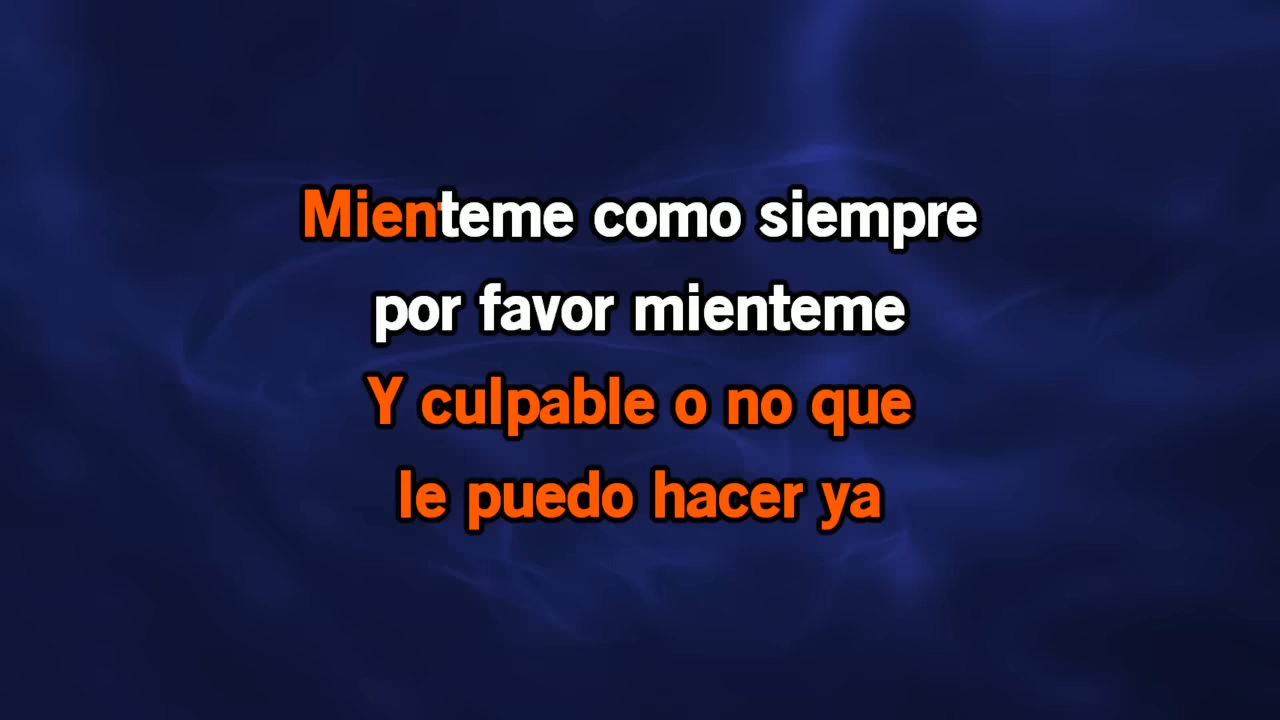 Mienteme como siempre
por favor mienteme
Y culpable o no que
le puedo hacer ya